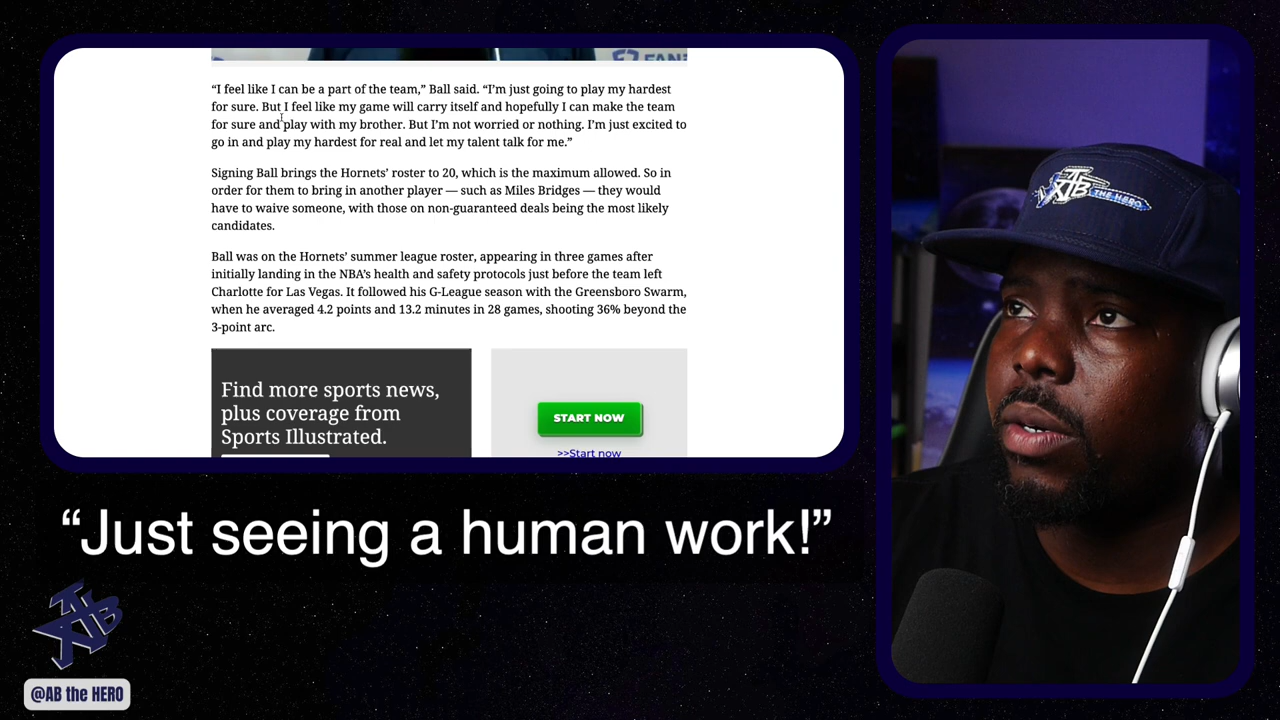 FAN
“I feel like I can be a part of the team,” Ball said. “I’m just going to play my hardest
for sure. But I feel like my game will carry itself and hopefully I can make the team
for sure and play with my brother. But I’m not worried or nothing. I’m just excited to
go in and play my hardest for real and let my talent talk for me.”
Signing Ball brings the Hornets’ roster to 20, which is the maximum allowed. So in
order for them to bring in another player — such as Miles Bridges — they would
have to waive someone, with those on non-guaranteed deals being the most likely
candidates.
Ball was on the Hornets’ summer league roster, appearing in three games after
initially landing in the NBA’s health and safety protocols just before the team left
Charlotte for Las Vegas. It followed his G-League season with the Greensboro Swarm,
when he averaged 4.2 points and 13.2 minutes in 28 games, shooting 36% beyond the
3-point arc.
Find more sports news,
plus coverage from
Sports Illustrated.
START NOW
>>Start now
THE HERO
“Just seeing a human work!”
@AB the HERO